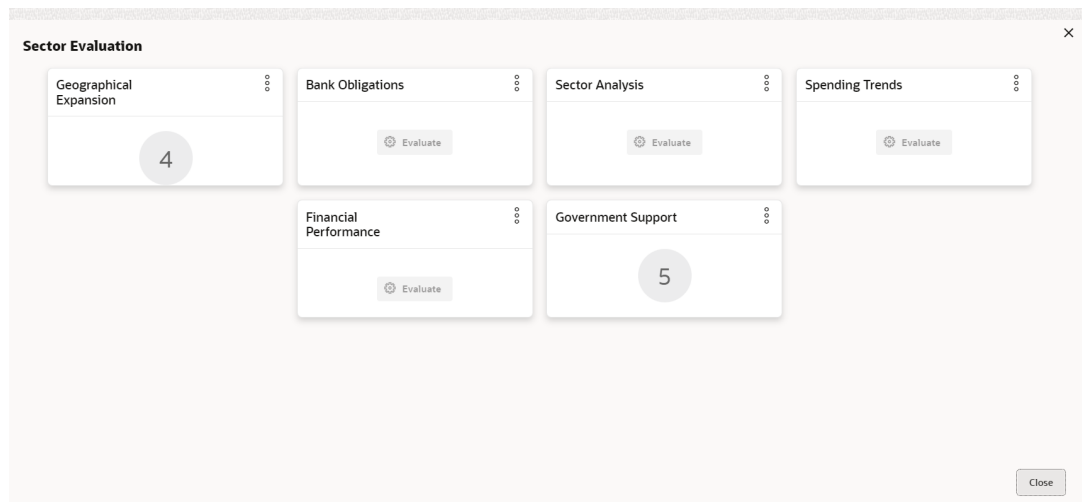 Sector Evaluation
Geographical
Expansion
4
Bank Obligations
Evaluate
Sector Analysis
Evaluate
Spending Trends
Evaluate
Financial
Performance
Evaluate
Government Support
5
Close